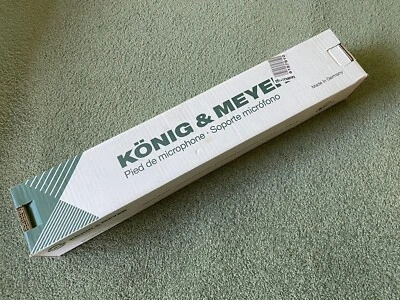 KÖNIG & MEYE
Pied de microphone · Soporte micrófono
Made in Germany